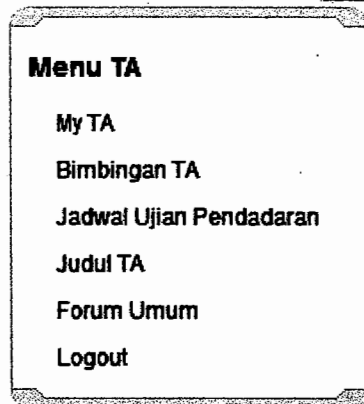 Menu TA
My TA
Bimbingan TA
Jadwal Ujian Pendadaran
Judul TA
Forum Umum
Logout